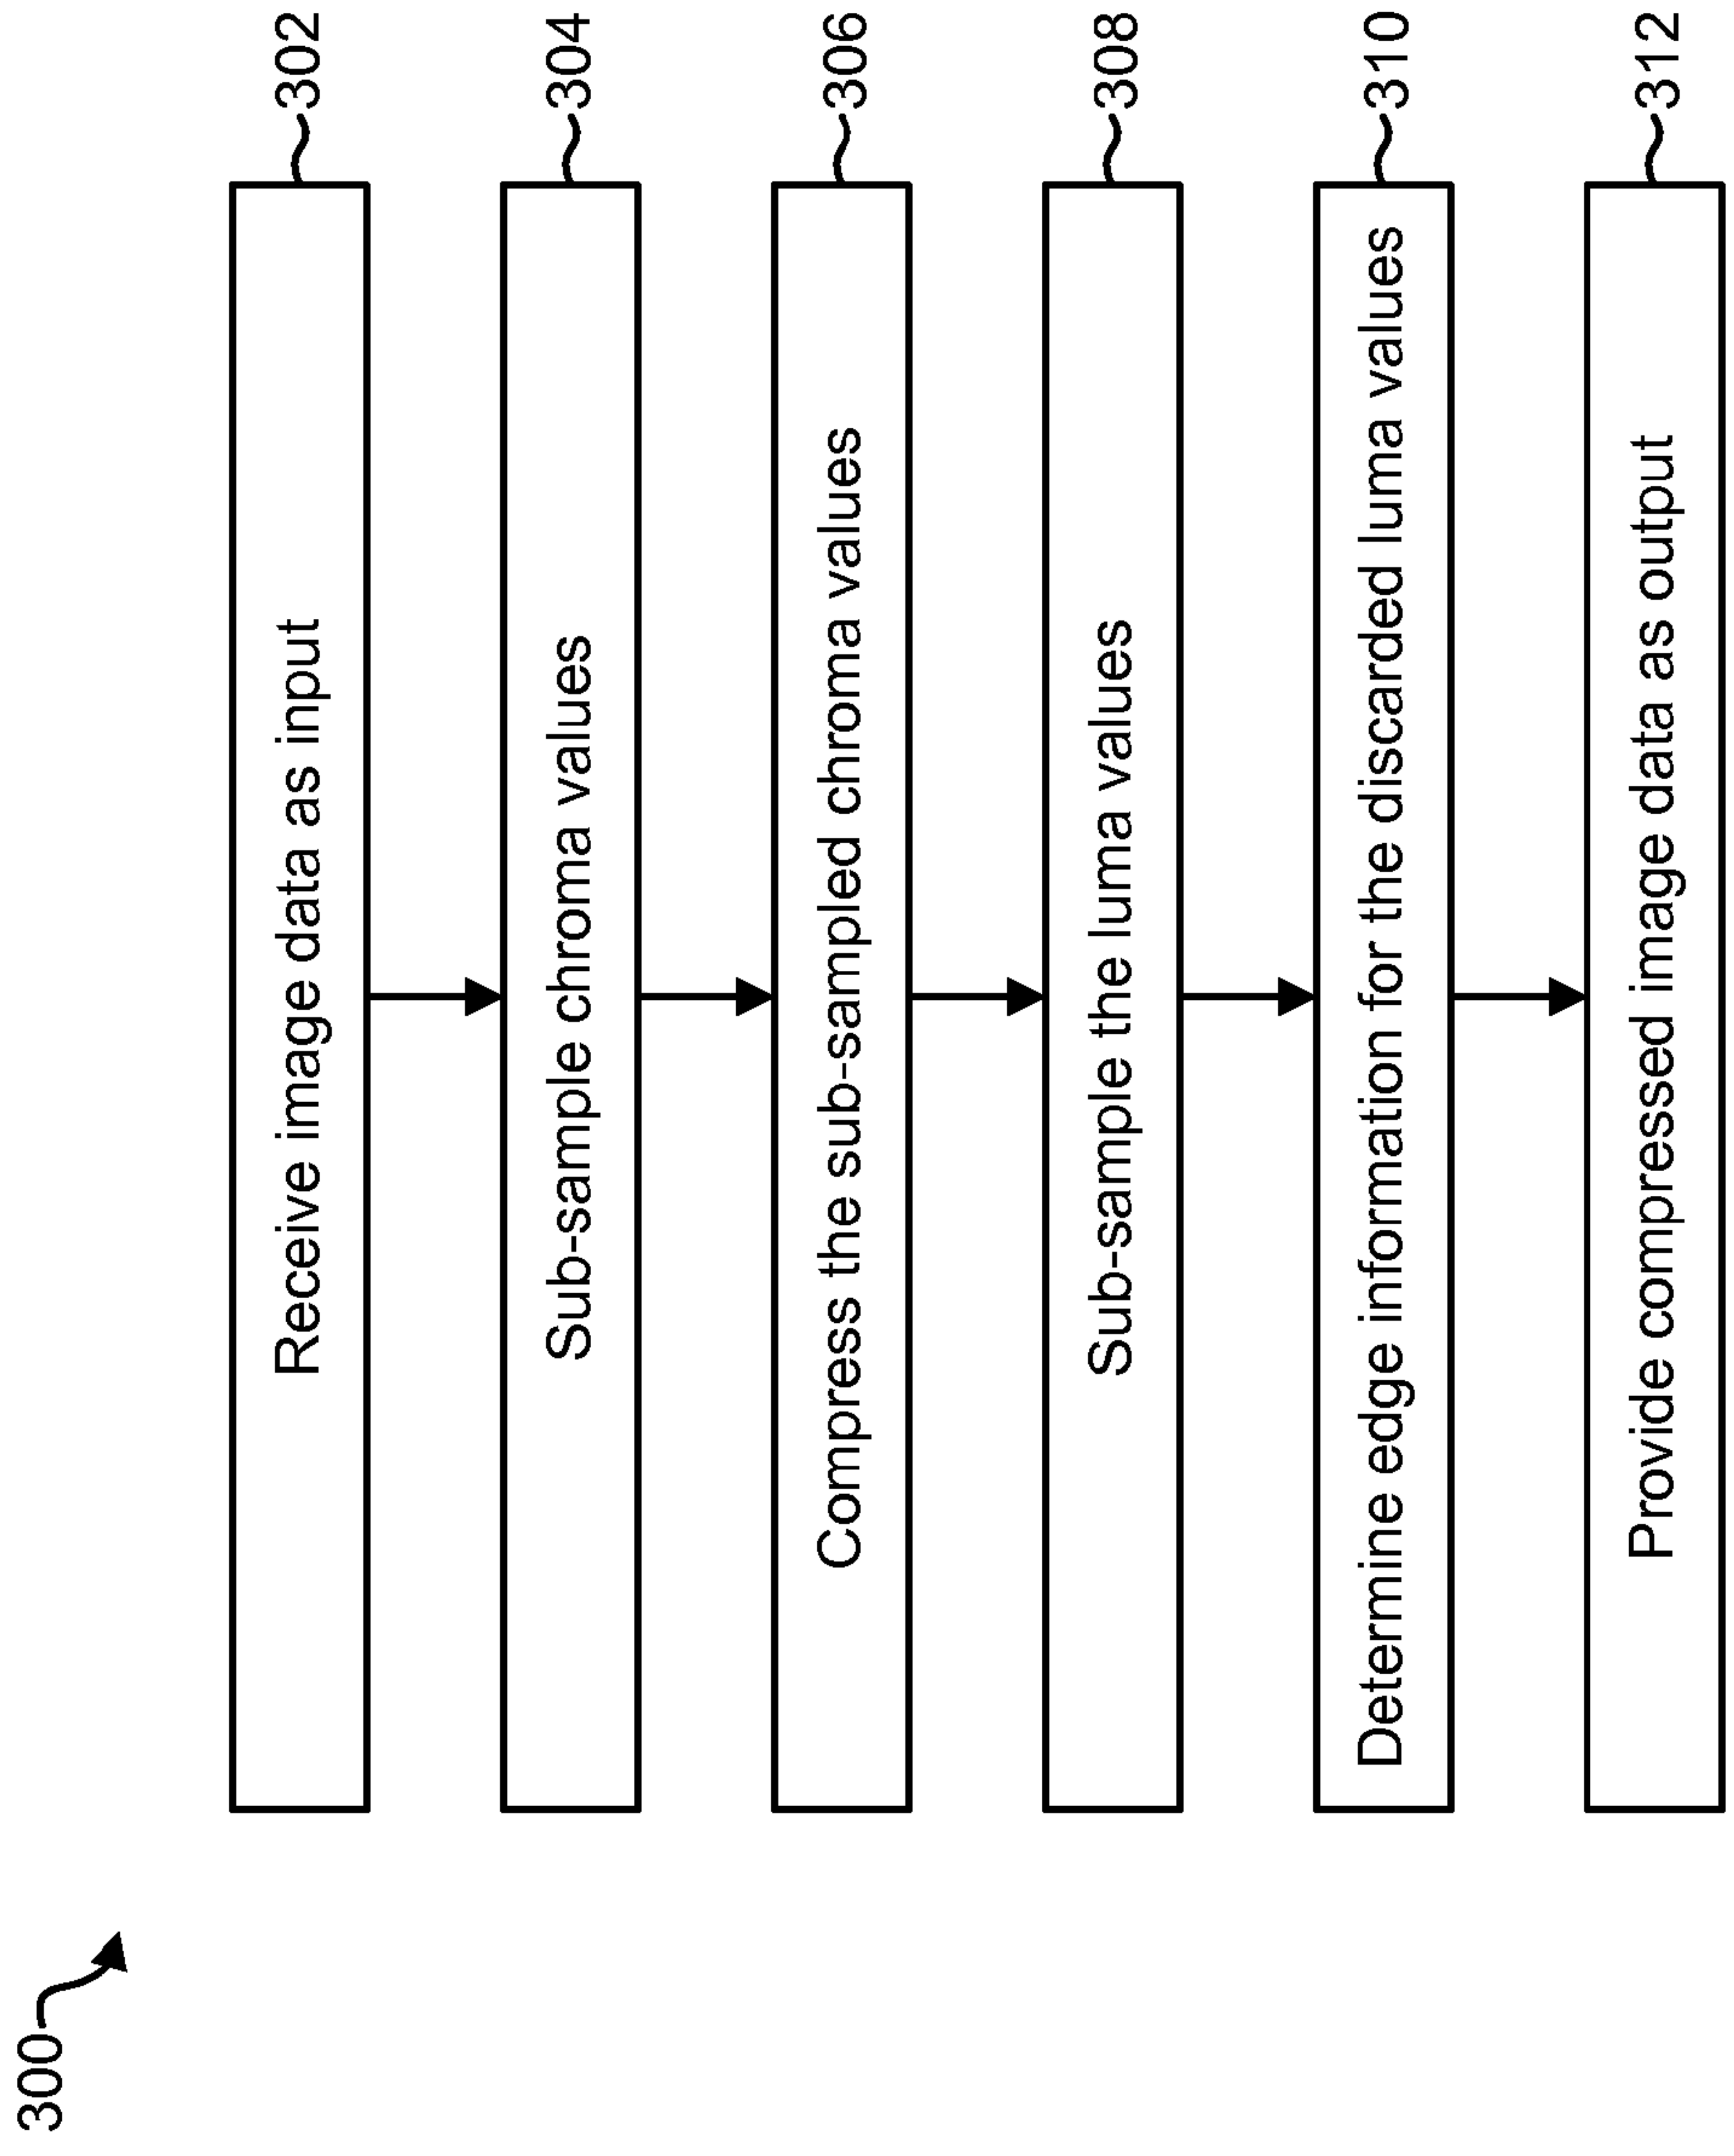 300
Receive image data as input
302
Sub-sample chroma values
304
Compress the sub-sampled chroma values
306
Sub-sample the luma values
308
Determine edge information for the discarded luma values
310
Provide compressed image data as output
312